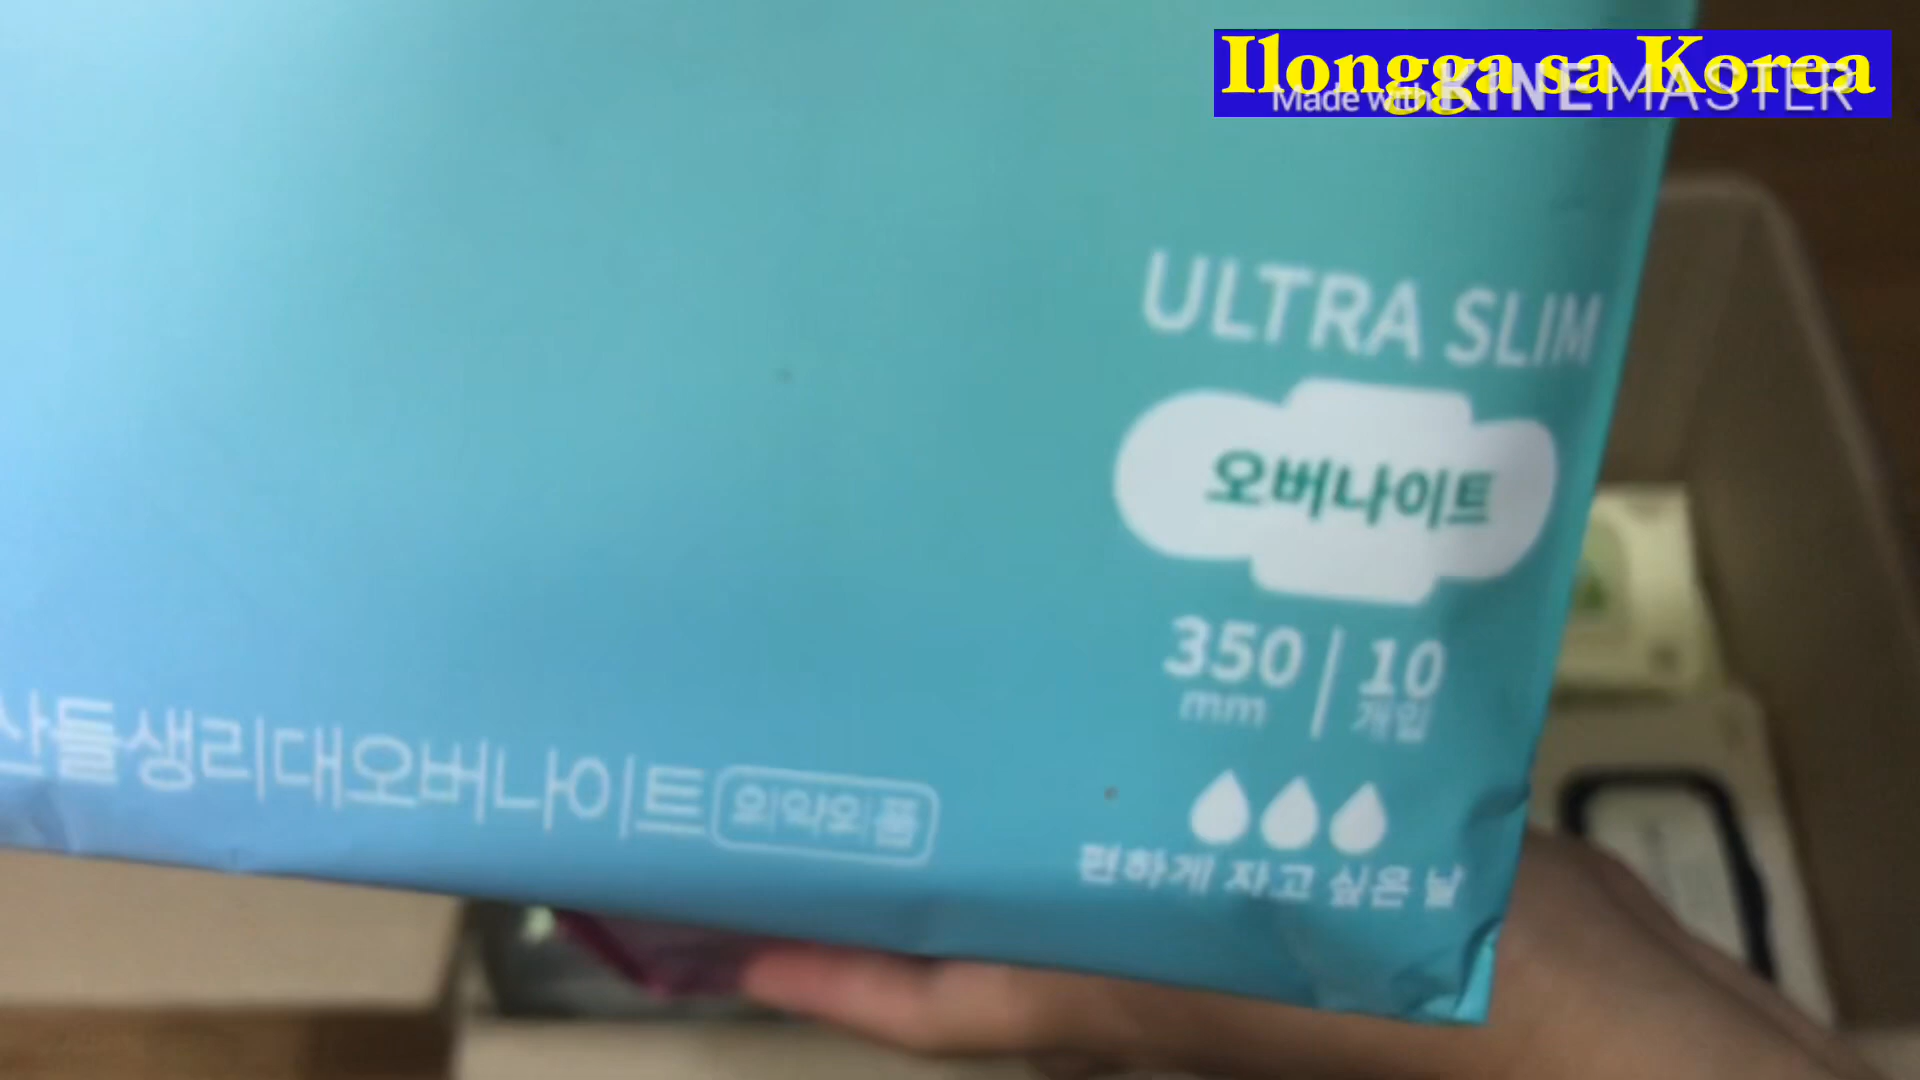 Ilongga sa Korea
Made with KINEMASTER
ULTRA SLIM
오버나이트
350 mm | 10 개입
산들생리대오버나이트 의약외품
편하게 자고 싶은 날